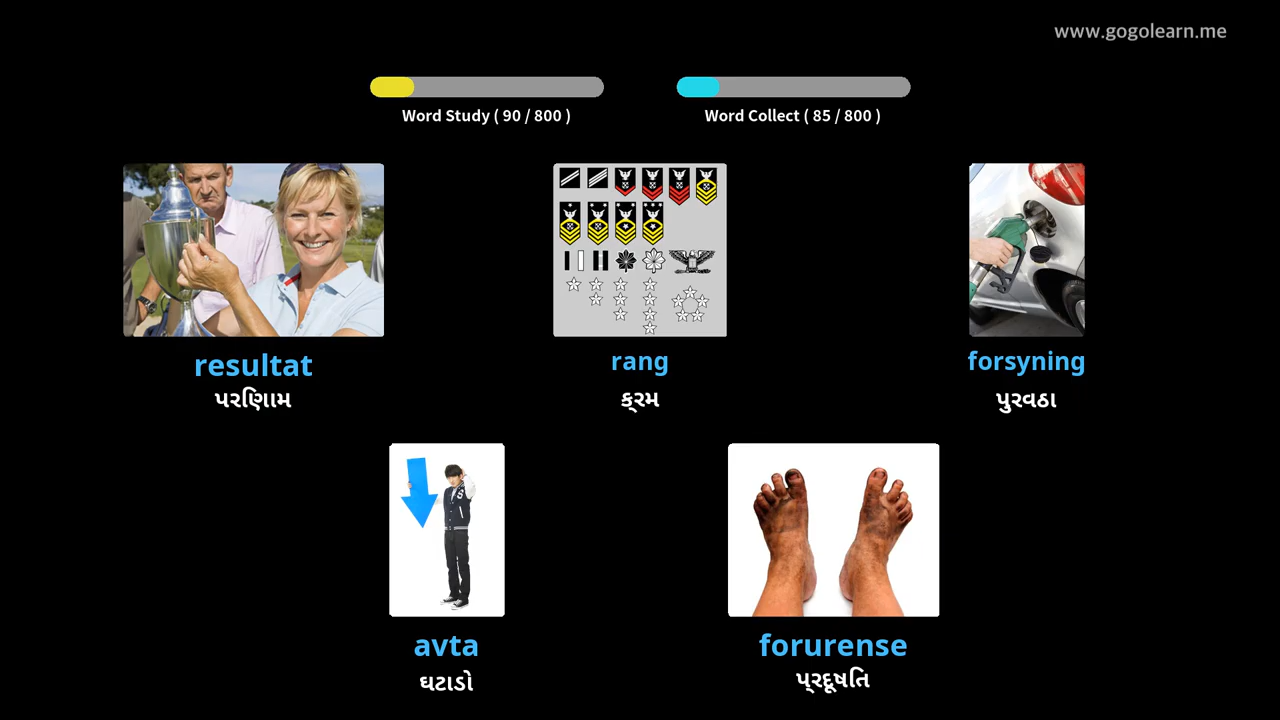 www.gogolearn.me
Word Study ( 90 / 800 )
Word Collect ( 85 / 800 )
resultat
પરિણામ
rang
ક્રમ
forsyning
પુરવઠા
avta
ઘટાડો
forurense
પ્રદૂષિત